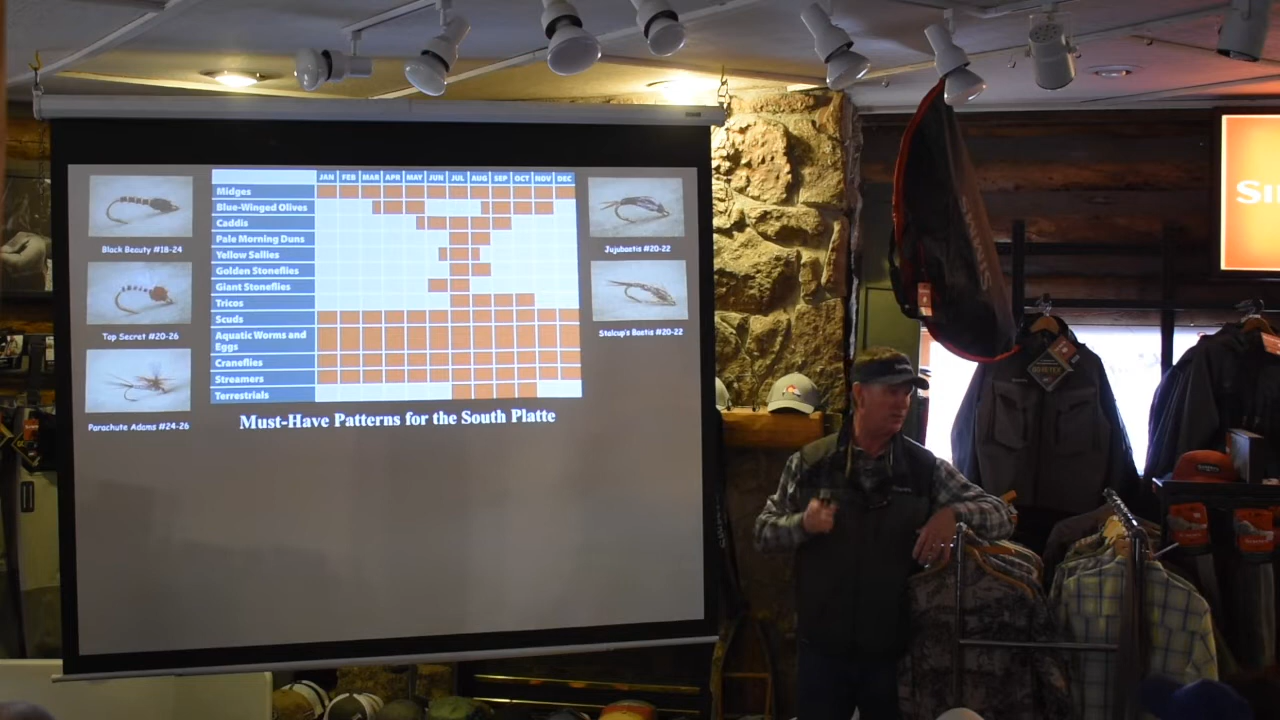 JAN FEB MAR APR MAY JUN JUL AUG SEP OCT NOV DEC
Midges
Blue-Winged Olives
Caddis
Pale Morning Duns
Yellow Sallies
Golden Stoneflies
Giant Stoneflies
Tricos
Scuds
Aquatic Worms and
Eggs
Craneflies
Streamers
Terrestrials
Must-Have Patterns for the South Platte
Black Beauty #18-24
Top Secret #20-26
Parachute Adams #24-26
Jujubaetis #20-22
Stalcup's Baetis #20-22
SIMMS
GORE-TEX